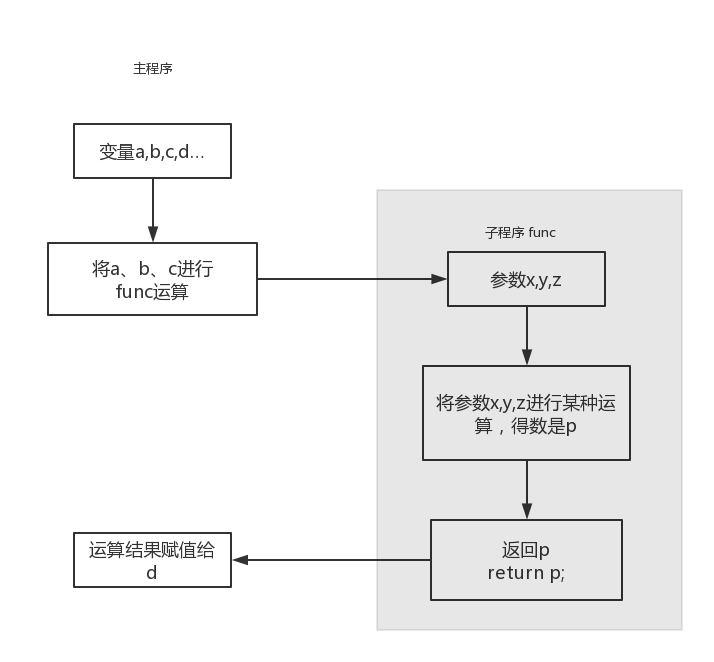 主程序
变量a,b,c,d...
将a、b、c进行
func运算
子程序 func
参数x,y,z
将参数x,y,z进行某种运
算，得数是p
返回p
return p;
运算结果赋值给
d